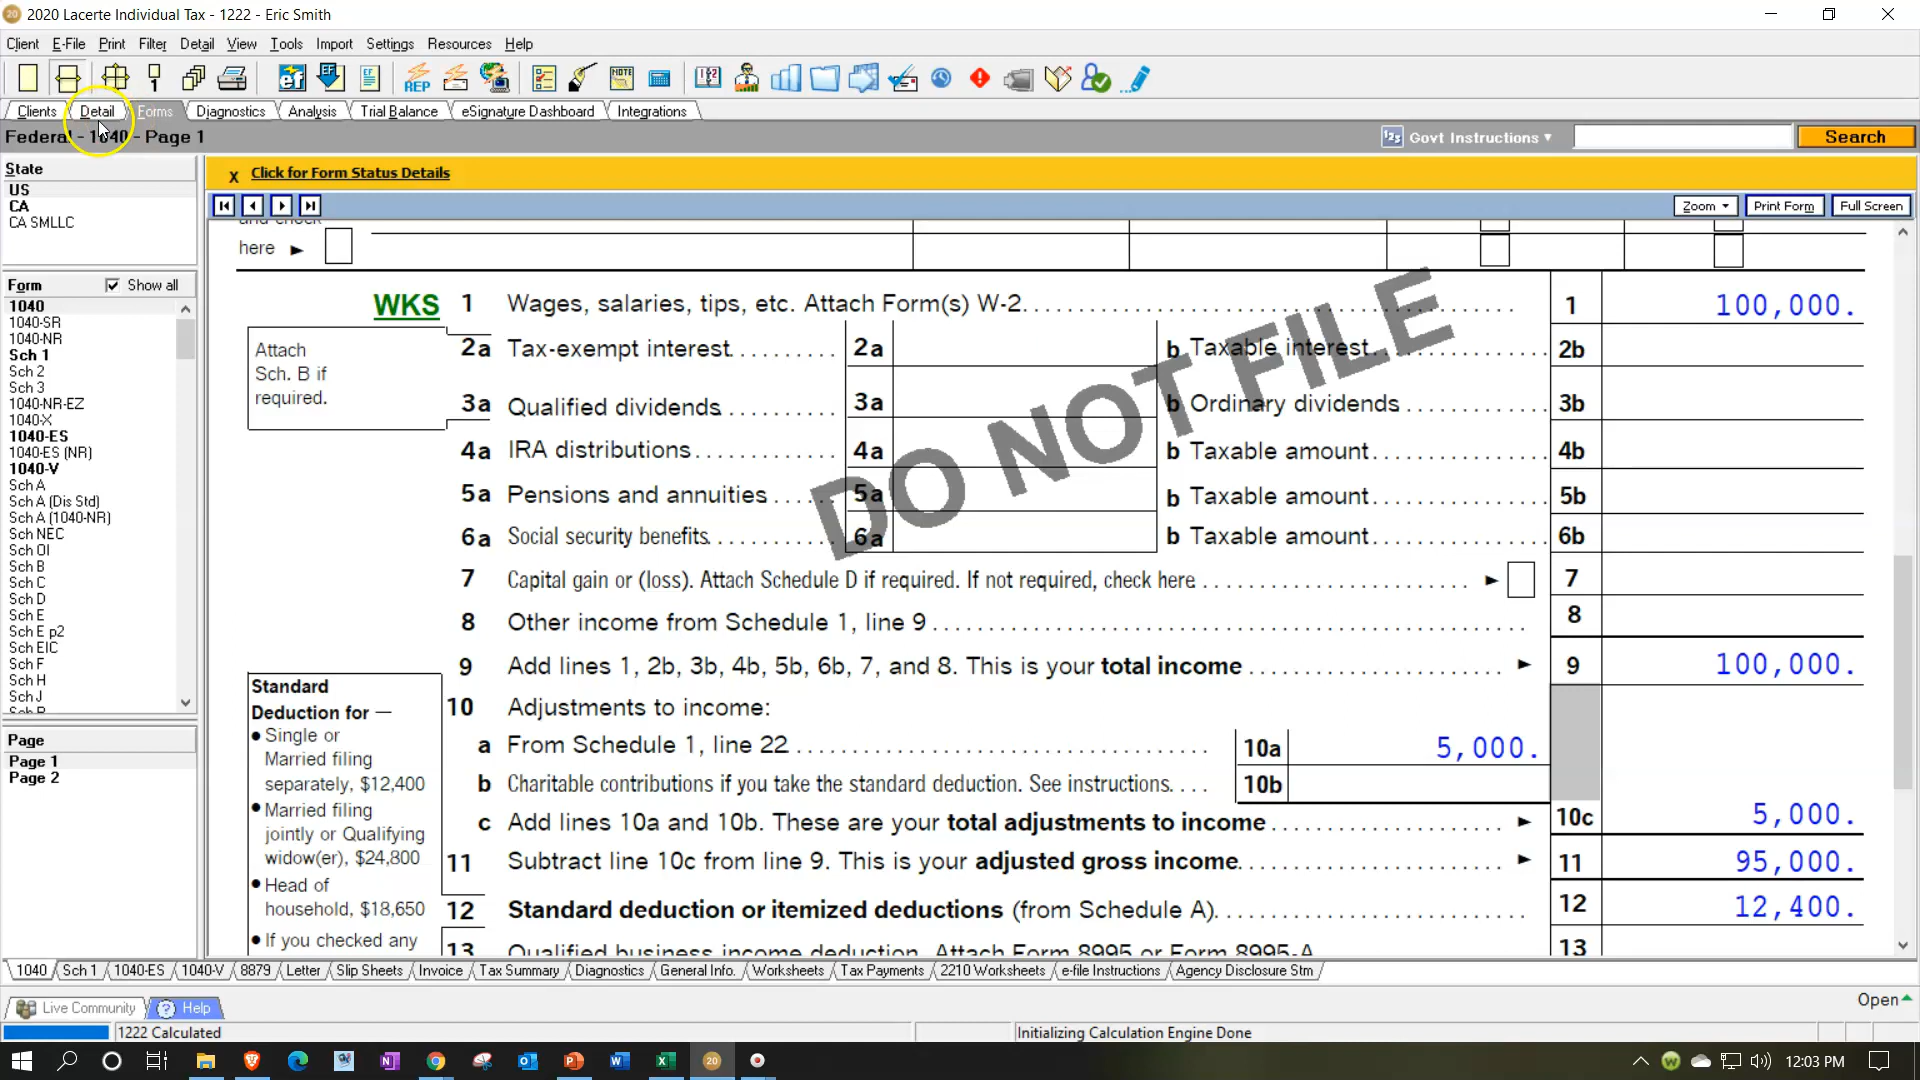 20 2020 Lacerte Individual Tax - 1222 - Eric Smith
Client E-File Print Filter Detail View Tools Import Settings Resources Help
Clients Detail Forms Diagnostics Analysis Trial Balance eSignature Dashboard Integrations
Federal - 1040 - Page 1 Govt Instructions Search
State
US
CA
CA SMLLC
Form Show all
1040
1040-SR
1040-NR
Sch 1
Sch 2
Sch 3
1040-NR-EZ
1040-X
1040-ES
1040-ES (NR)
1040-V
Sch A
Sch A (Dis Std)
Sch A (1040-NR)
Sch NEC
Sch OI
Sch B
Sch C
Sch D
Sch E
Sch E p2
Sch EIC
Sch F
Sch H
Sch J
Sch R
Page
Page 1
Page 2
x Click for Form Status Details
Zoom Print Form Full Screen
and check
here ►
WKS 1 Wages, salaries, tips, etc. Attach Form(s) W-2 1 100,000.
Attach
Sch. B if
required.
2a Tax-exempt interest 2a b Taxable interest 2b
3a Qualified dividends 3a b Ordinary dividends 3b
4a IRA distributions 4a b Taxable amount 4b
5a Pensions and annuities 5a b Taxable amount 5b
6a Social security benefits 6a b Taxable amount 6b
DO NOT FILE
7 Capital gain or (loss). Attach Schedule D if required. If not required, check here ► 7
8 Other income from Schedule 1, line 9 8
9 Add lines 1, 2b, 3b, 4b, 5b, 6b, 7, and 8. This is your total income ► 9 100,000.
10 Adjustments to income:
a From Schedule 1, line 22 10a 5,000.
b Charitable contributions if you take the standard deduction. See instructions. 10b
c Add lines 10a and 10b. These are your total adjustments to income ► 10c 5,000.
11 Subtract line 10c from line 9. This is your adjusted gross income ► 11 95,000.
12 Standard deduction or itemized deductions (from Schedule A) 12 12,400.
13 Qualified business income deduction. Attach Form 8995 or Form 8995-A 13
Standard
Deduction for —
• Single or
Married filing
separately, $12,400
• Married filing
jointly or Qualifying
widow(er), $24,800
• Head of
household, $18,650
• If you checked any
1040 Sch 1 1040-ES 1040-V 8879 Letter Slip Sheets Invoice Tax Summary Diagnostics General Info. Worksheets Tax Payments 2210 Worksheets e-file Instructions Agency Disclosure Stm
Live Community Help Open
1222 Calculated Initializing Calculation Engine Done
12:03 PM